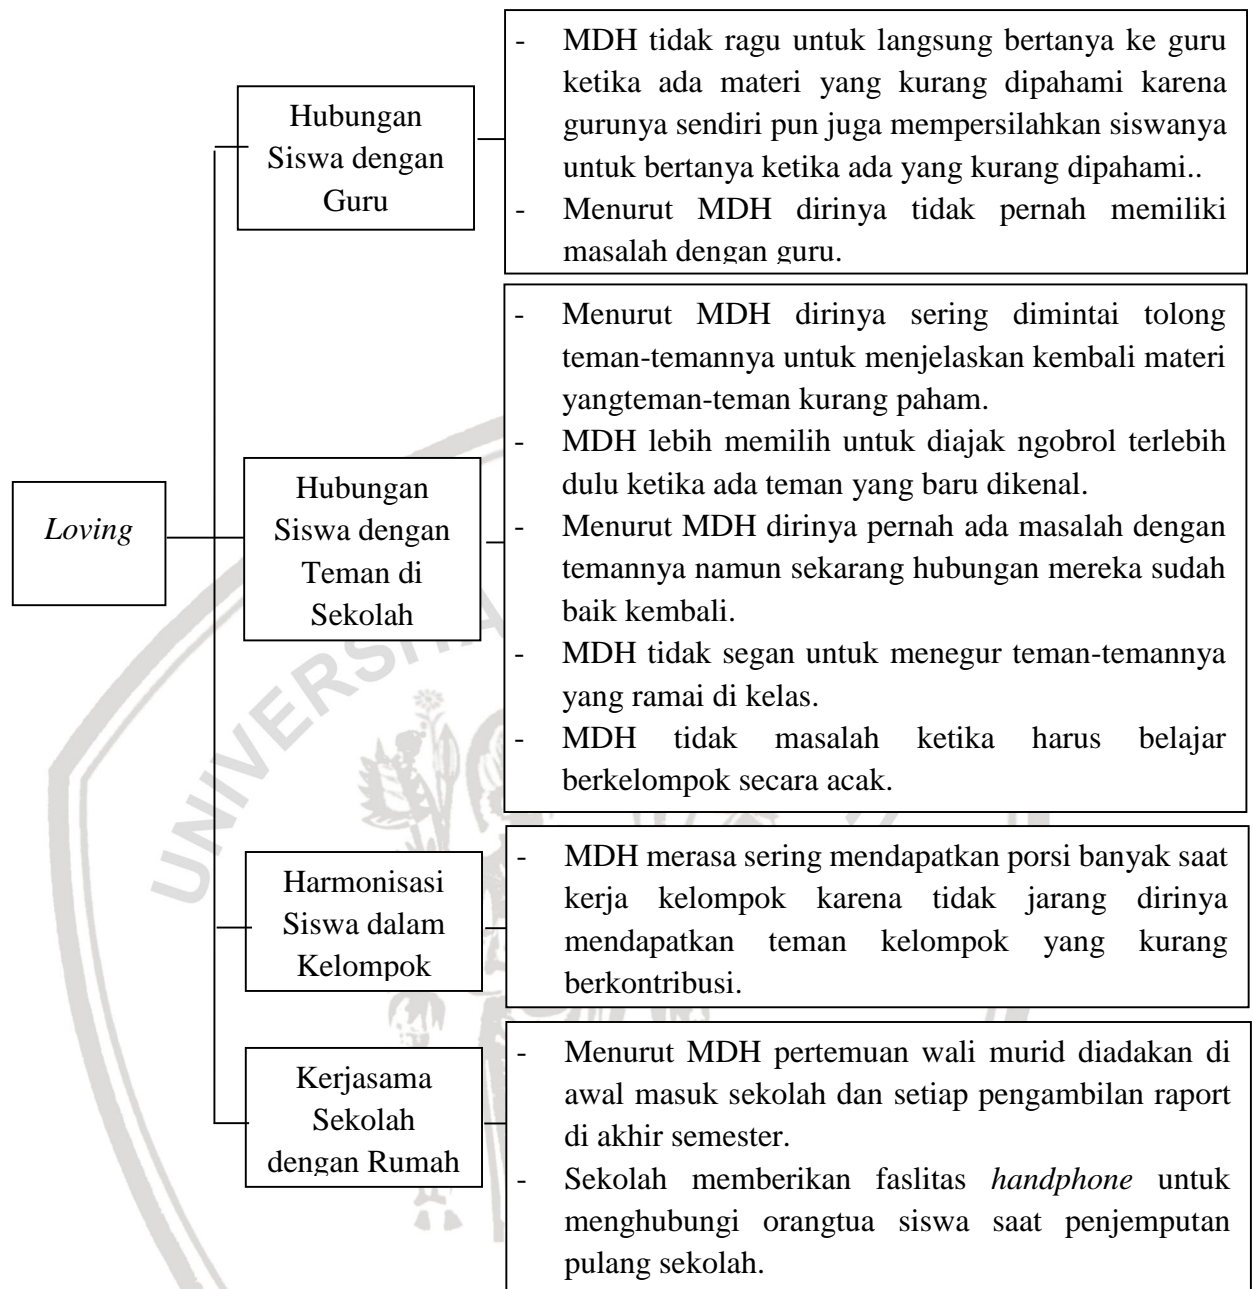 Loving
Hubungan
Siswa dengan
Guru
- MDH tidak ragu untuk langsung bertanya ke guru
ketika ada materi yang kurang dipahami karena
gurunya sendiri pun juga mempersilahkan siswanya
untuk bertanya ketika ada yang kurang dipahami..
- Menurut MDH dirinya tidak pernah memiliki
masalah dengan guru.
Hubungan
Siswa dengan
Teman di
Sekolah
- Menurut MDH dirinya sering dimintai tolong
teman-temannya untuk menjelaskan kembali materi
yangteman-teman kurang paham.
- MDH lebih memilih untuk diajak ngobrol terlebih
dulu ketika ada teman yang baru dikenal.
- Menurut MDH dirinya pernah ada masalah dengan
temannya namun sekarang hubungan mereka sudah
baik kembali.
- MDH tidak segan untuk menegur teman-temannya
yang ramai di kelas.
- MDH tidak masalah ketika harus belajar
berkelompok secara acak.
Harmonisasi
Siswa dalam
Kelompok
- MDH merasa sering mendapatkan porsi banyak saat
kerja kelompok karena tidak jarang dirinya
mendapatkan teman kelompok yang kurang
berkontribusi.
Kerjasama
Sekolah
dengan Rumah
- Menurut MDH pertemuan wali murid diadakan di
awal masuk sekolah dan setiap pengambilan raport
di akhir semester.
- Sekolah memberikan faslitas handphone untuk
menghubungi orangtua siswa saat penjemputan
pulang sekolah.